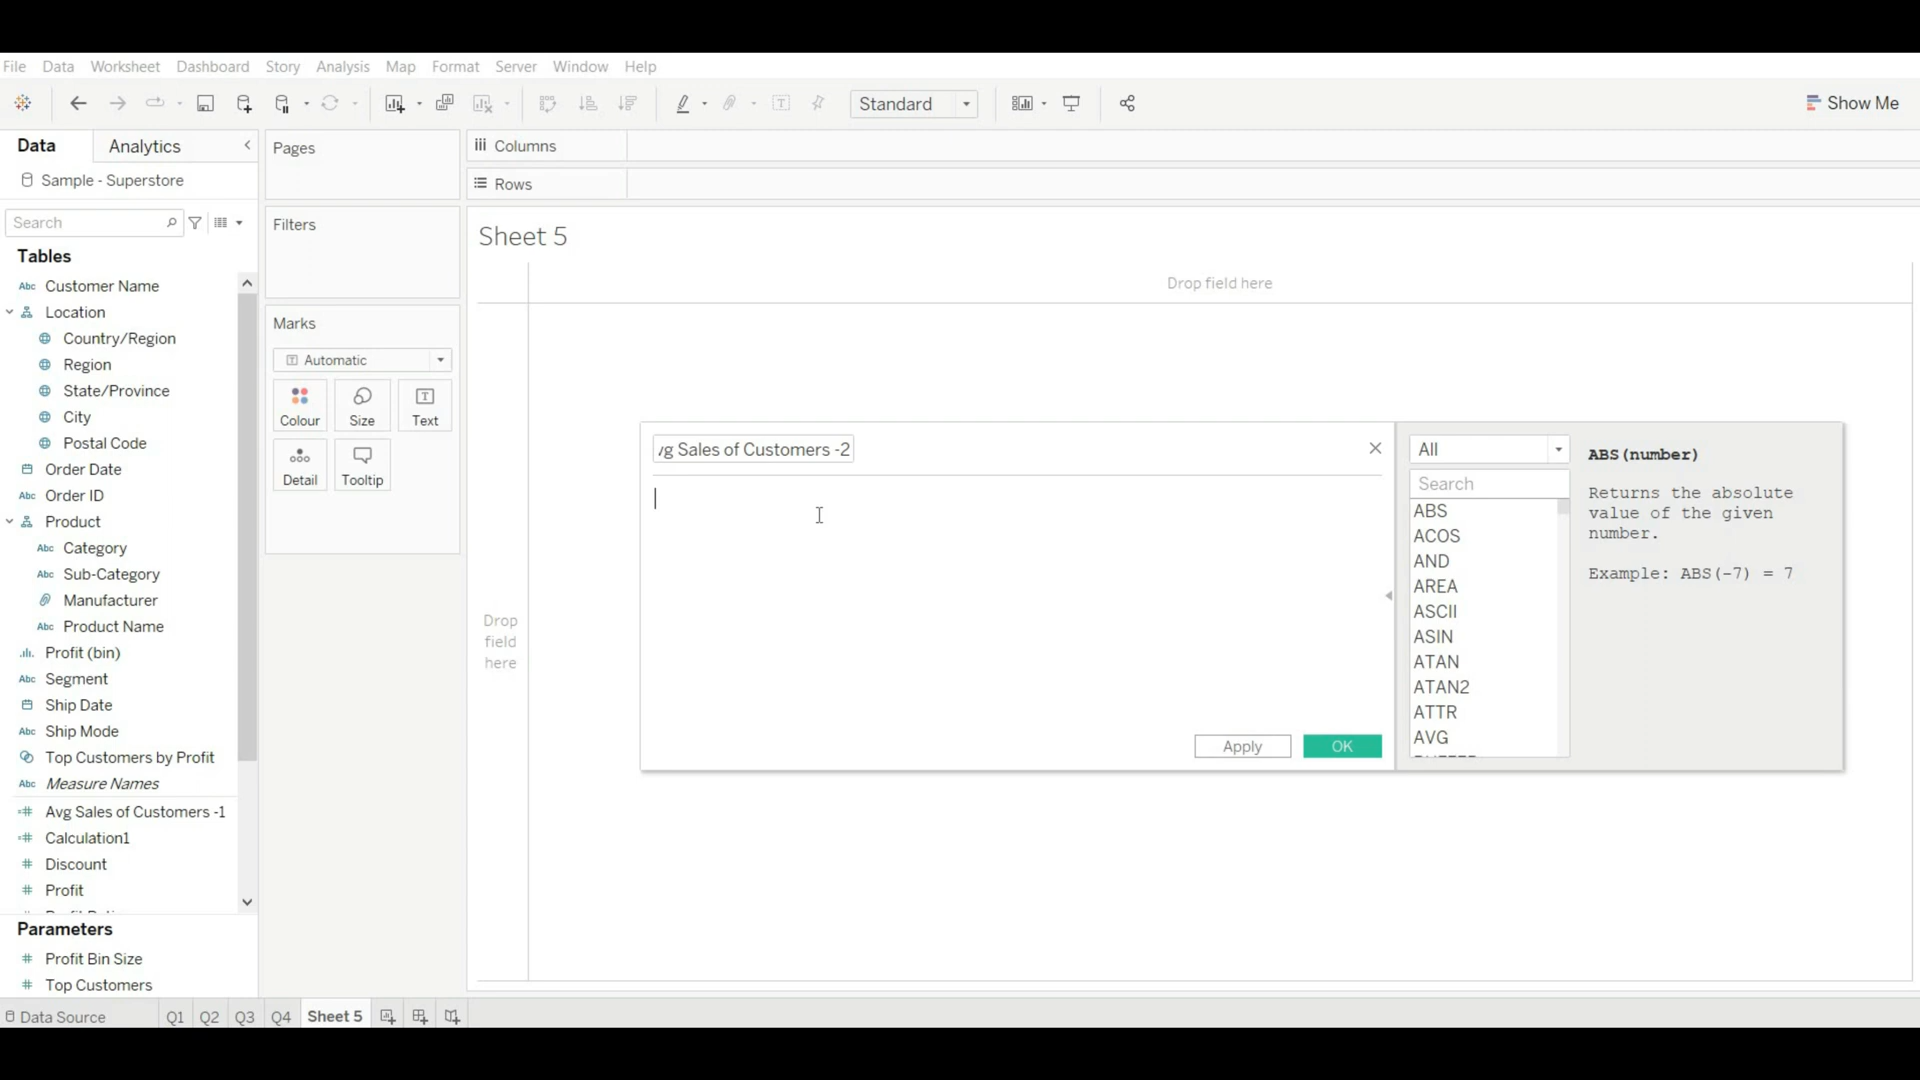 File Data Worksheet Dashboard Story Analysis Map Format Server Window Help
Standard
Show Me
Data
Analytics
Sample - Superstore
Search
Tables
Customer Name
Location
Country/Region
Region
State/Province
City
Postal Code
Order Date
Order ID
Product
Category
Sub-Category
Manufacturer
Product Name
Profit (bin)
Segment
Ship Date
Ship Mode
Top Customers by Profit
Measure Names
Avg Sales of Customers -1
Calculation1
Discount
Profit
Parameters
Profit Bin Size
Top Customers
Pages
Filters
Marks
Automatic
Colour
Size
Text
Detail
Tooltip
Columns
Rows
Sheet 5
Drop field here
Drop
field
here
g Sales of Customers -2
Apply
OK
All
Search
ABS
ACOS
AND
AREA
ASCII
ASIN
ATAN
ATAN2
ATTR
AVG
ABS(number)
Returns the absolute
value of the given
number.
Example: ABS(-7) = 7
Data Source Q1 Q2 Q3 Q4 Sheet 5